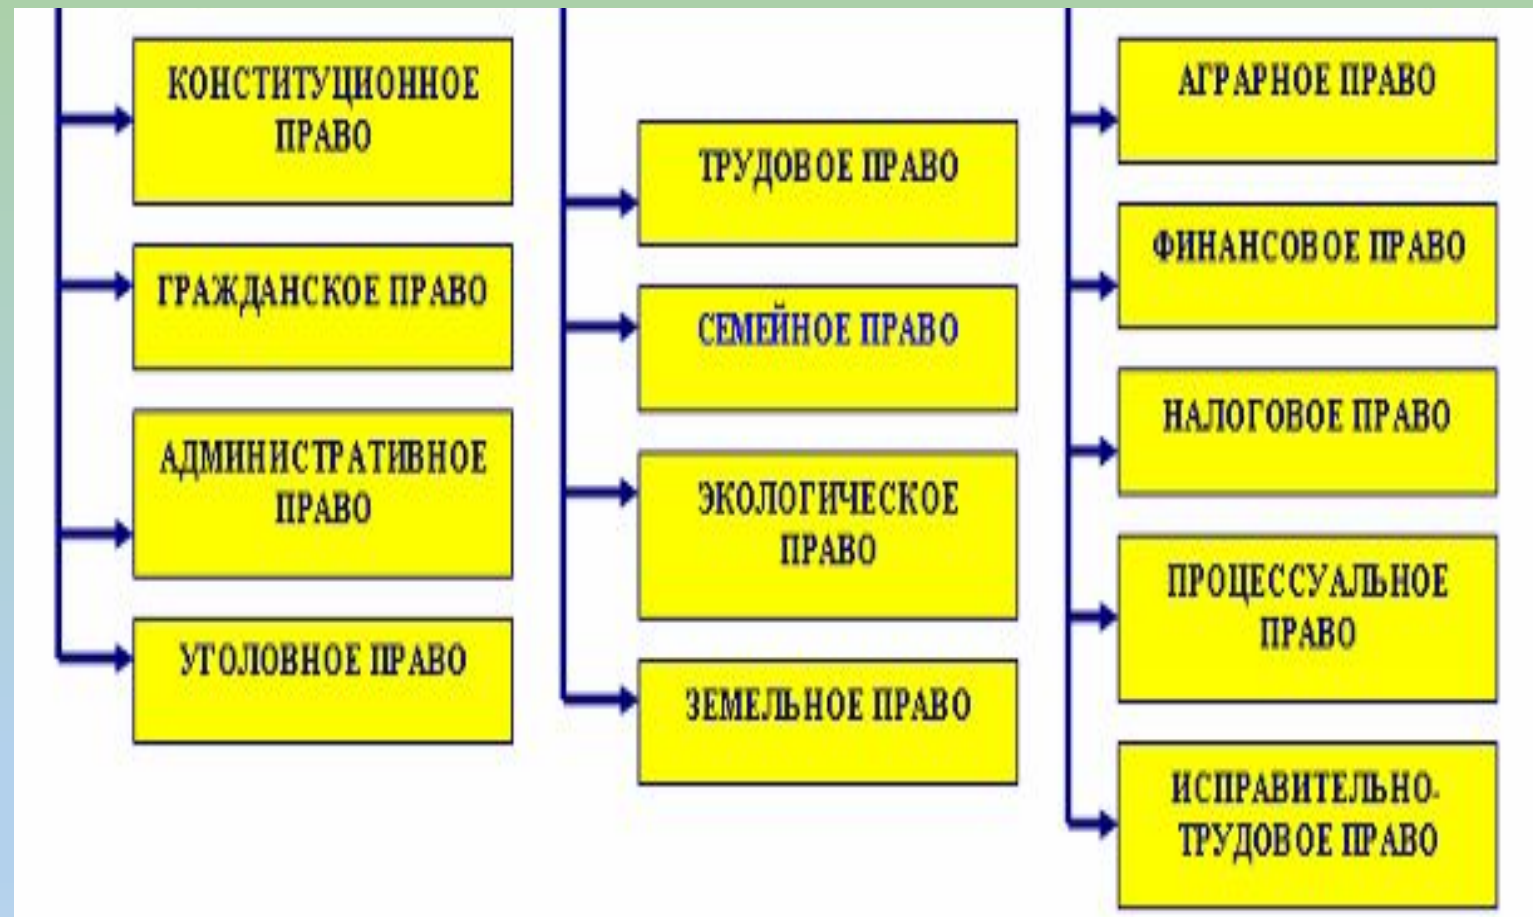 КОНСТИТУЦИОННОЕ
ПРАВО
ГРАЖДАНСКОЕ ПРАВО
АДМИНИСТРАТИВНОЕ
ПРАВО
УГОЛОВНОЕ ПРАВО
ТРУДОВОЕ ПРАВО
СЕМЕЙНОЕ ПРАВО
ЭКОЛОГИЧЕСКОЕ
ПРАВО
ЗЕМЕЛЬНОЕ ПРАВО
АГРАРНОЕ ПРАВО
ФИНАНСОВОЕ ПРАВО
НАЛОГОВОЕ ПРАВО
ПРОЦЕССУАЛЬНОЕ
ПРАВО
ИСПРАВИТЕЛЬНО-
ТРУДОВОЕ ПРАВО